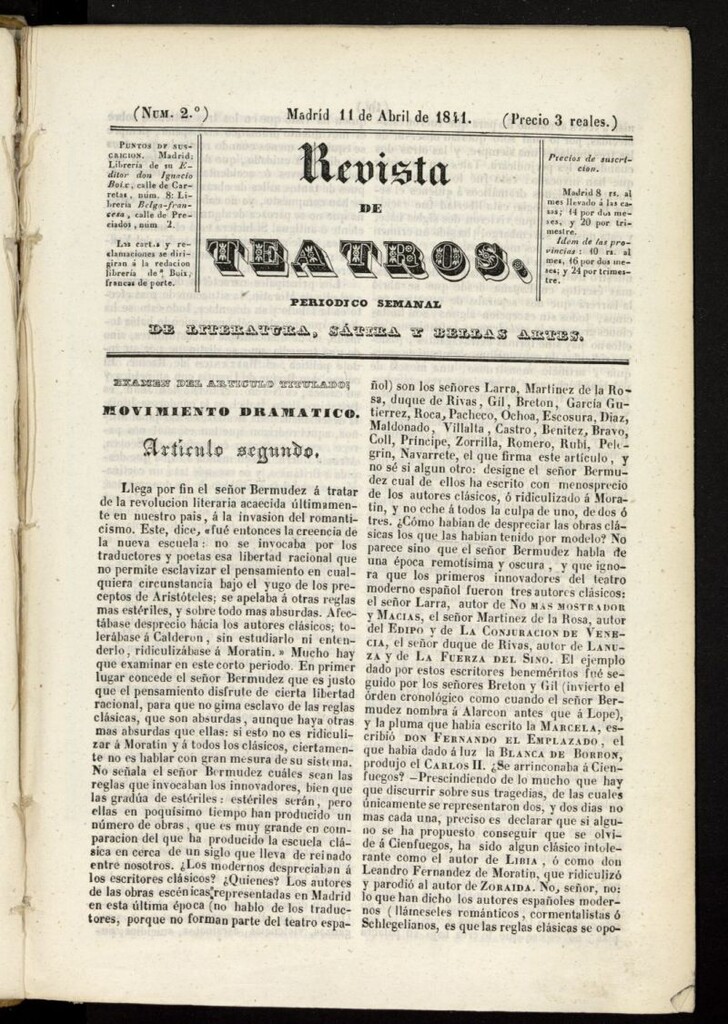 (Num. 2.º)
Madrid 11 de Abril de 1841.
(Precio 3 reales.)
Puntos de sus-
cricion. Madrid:
Librería de su E-
ditor don Ignacio
Boix, calle de Car-
retas, núm. 8: Li-
brería Belga-fran-
cesa, calle de Pre-
ciados, num 2.
Las cartas y re-
clamaciones se diri-
giran á la redacion
librería de Boix,
francas de porte.
Revista
DE
TEATROS.
PERIODICO SEMANAL
DE LITERATURA, SÁTIRA Y BELLAS ARTES.
Precios de suscri-
cion.
Madrid 8 rs. al
mes llevado á las ca-
sas; 14 por dos me-
ses, y 20 por tri-
mestre.
Idem de las pro-
vincias: 10 rs. al
mes, 16 por dos me-
ses; y 24 por trimes-
tre.
EXAMEN DEL ARTICULO TITULADO;
MOVIMIENTO DRAMATICO.
Artículo segundo.
Llega por fin el señor Bermudez á tratar
de la revolucion literaria acaecida últimamen-
te en nuestro pais, á la invasion del romanti-
cismo. Este, dice, «fué entonces la creencia de
la nueva escuela: no se invocaba por los
traductores y poetas esa libertad racional que
no permite esclavizar el pensamiento en cual-
quiera circunstancia bajo el yugo de los pre-
ceptos de Aristóteles; se apelaba á otras reglas
mas estériles, y sobre todo mas absurdas. Afec-
tábase desprecio hácia los autores clásicos; to-
lerábase á Calderon, sin estudiarlo ni enten-
derlo, ridiculizábase á Moratin.» Mucho hay
que examinar en este corto periodo. En primer
lugar concede el señor Bermudez que es justo
que el pensamiento disfrute de cierta libertad
racional, para que no gima esclavo de las reglas
clásicas, que son absurdas, aunque haya otras
mas absurdas que ellas: si esto no es ridiculi-
zar á Moratin y á todos los clásicos, ciertamen-
te no es hablar con gran mesura de su sistema.
No señala el señor Bermudez cuáles sean las
reglas que invocaban los innovadores, bien que
las gradúa de estériles: estériles serán, pero
ellas en poquísimo tiempo han producido un
número de obras, que es muy grande en com-
paracion del que ha producido la escuela clá-
sica en cerca de un siglo que lleva de reinado
entre nosotros. ¿Los modernos despreciaban á
los escritores clásicos? ¿Quienes? Los autores
de las obras escénicas representadas en Madrid
en esta última época (no hablo de los traduc-
tores, porque no forman parte del teatro espa-
ñol) son los señores Larra, Martinez de la Ro-
sa, duque de Rivas, Gil, Breton, García Gu-
tierrez, Roca, Pacheco, Ochoa, Escosura, Diaz,
Maldonado, Villalta, Castro, Benitez, Bravo,
Coll, Príncipe, Zorrilla, Romero, Rubí, Pele-
grin, Navarrete, el que firma este artículo, y
no sé si algun otro: designe el señor Bermu-
dez cual de ellos ha escrito con menosprecio
de los autores clásicos, ó ridiculizado á Mora-
tin, y no eche á todos la culpa de uno, de dos ó
tres. ¿Cómo habian de despreciar las obras clá-
sicas los que las habian tenido por modelo? No
parece sino que el señor Bermudez habla de
una época remotísima y oscura, y que igno-
ra que los primeros innovadores del teatro
moderno español fueron tres autores clásicos:
el señor Larra, autor de No mas mostrador
y Macias, el señor Martinez de la Rosa, autor
del Edipo y de La Conjuracion de Vene-
cia, el señor duque de Rivas, autor de Lanu-
za y de La Fuerza del Sino. El ejemplo
dado por estos escritores beneméritos fué se-
guido por los señores Breton y Gil (invierto el
órden cronológico como cuando el señor Ber-
mudez nombra á Alarcon antes que á Lope),
y la pluma que habia escrito la Marcela, es-
cribió don Fernando el Emplazado, el
que habia dado á luz la Blanca de Borbon,
produjo el Carlos II. ¿Se arrinconaba á Cien-
fuegos? —Prescindiendo de lo mucho que hay
que discurrir sobre sus tragedias, de las cuales
únicamente se representaron dos, y dos dias no
mas cada una, preciso es declarar que si algu-
no se ha propuesto conseguir que se olvi-
de á Cienfuegos, ha sido algun clásico intole-
rante como el autor de Libia, ó como don
Leandro Fernandez de Moratin, que ridiculizó
y parodió al autor de Zoraida. No, señor, no:
lo que han dicho los autores españoles moder-
nos (llámeseles románticos, cormentalistas ó
Schlegelianos, es que las reglas clásicas se opo-